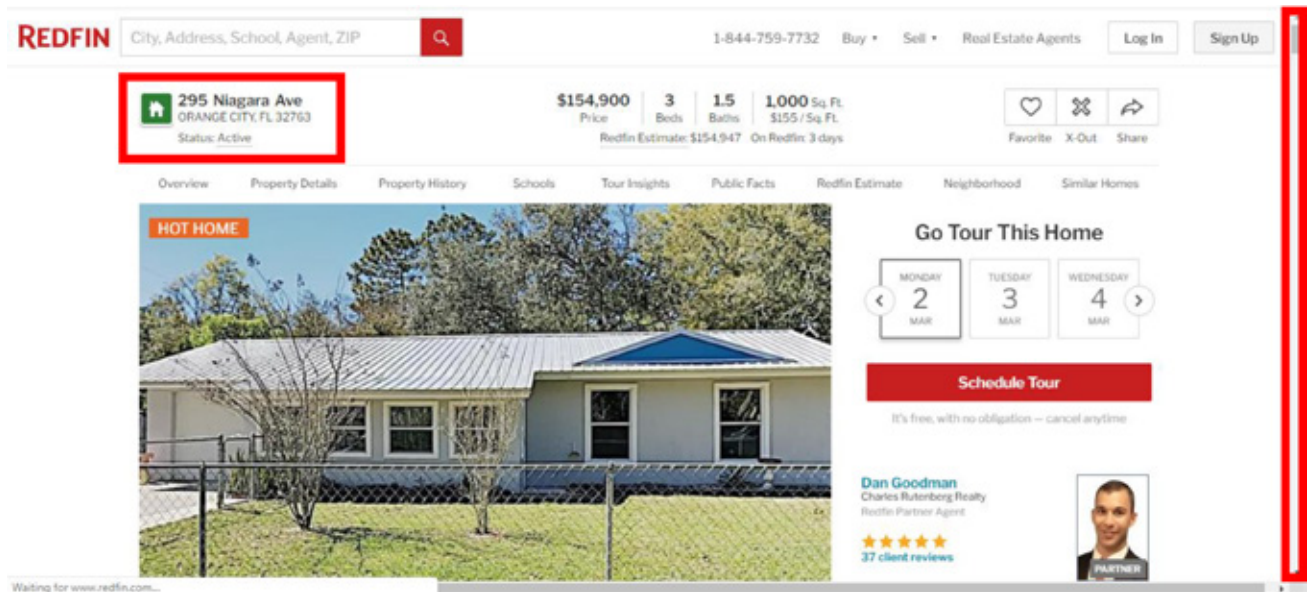 REDFIN
City, Address, School, Agent, ZIP
1-844-759-7732 Buy Sell Real Estate Agents Log In Sign Up
295 Niagara Ave
ORANGE CITY, FL 32763
Status: Active
$154,900 3 1.5 1,000 Sq. Ft.
Price Beds Baths $155 / Sq. Ft.
Redfin Estimate: $154,947 On Redfin: 3 days
Favorite X-Out Share
Overview Property Details Property History Schools Tour Insights Public Facts Redfin Estimate Neighborhood Similar Homes
HOT HOME
Go Tour This Home
MONDAY TUESDAY WEDNESDAY
2 3 4
MAR MAR MAR
Schedule Tour
It's free, with no obligation — cancel anytime
Dan Goodman
Charles Rutenberg Realty
Redfin Partner Agent
37 client reviews
PARTNER
Waiting for www.redfin.com...